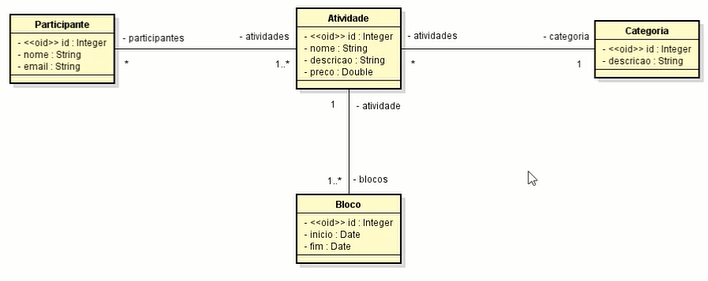 Participante
- <<oid>> id : Integer
- nome : String
- email : String
- participantes
*
- atividades
1..*
Atividade
- <<oid>> id : Integer
- nome : String
- descricao : String
- preco : Double
- atividades
*
- categoria
1
Categoria
- <<oid>> id : Integer
- descricao : String
1
- atividade
1..*
- blocos
Bloco
- <<oid>> id : Integer
- inicio : Date
- fim : Date